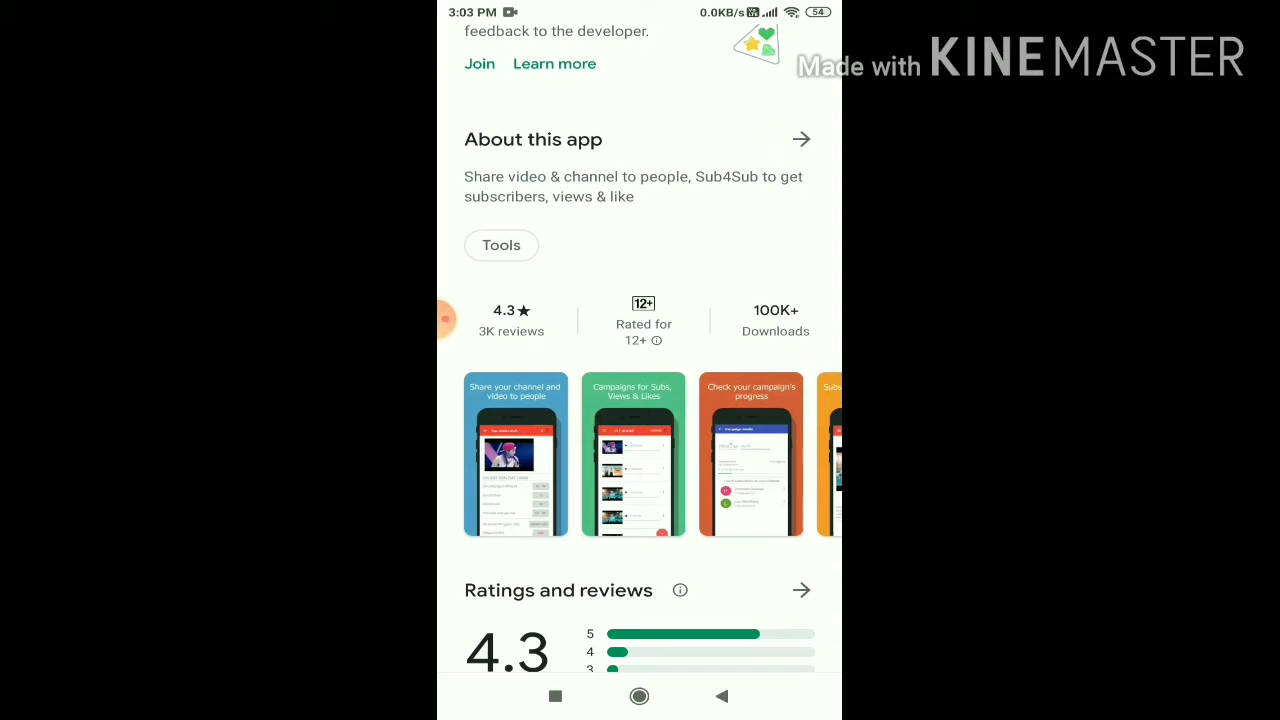 3:03 PM 0.0KB/s 54
feedback to the developer.
Made with KINEMASTER
Join Learn more
About this app
Share video & channel to people, Sub4Sub to get
subscribers, views & like
Tools
4.3★ 12+ 100K+
3K reviews Rated for 12+ Downloads
Share your channel and
video to people
Campaigns for Subs,
Views & Likes
Check your campaign's
progress
Subs
Ratings and reviews
4.3
5
4
3